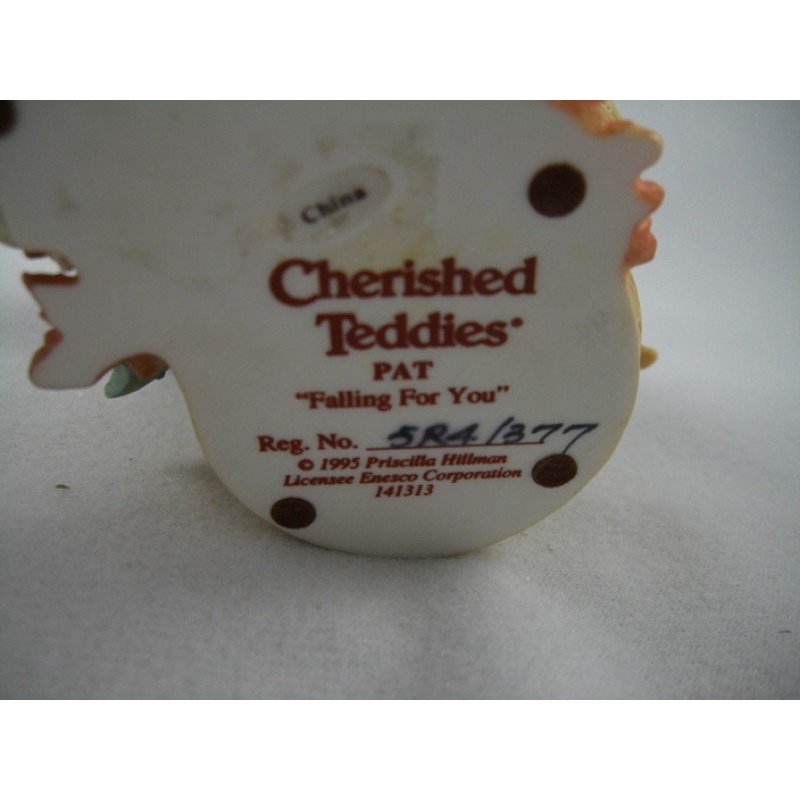 China
Cherished
Teddies®
PAT
"Falling For You"
Reg. No. 5R4/377
© 1995 Priscilla Hillman
Licensee Enesco Corporation
141313